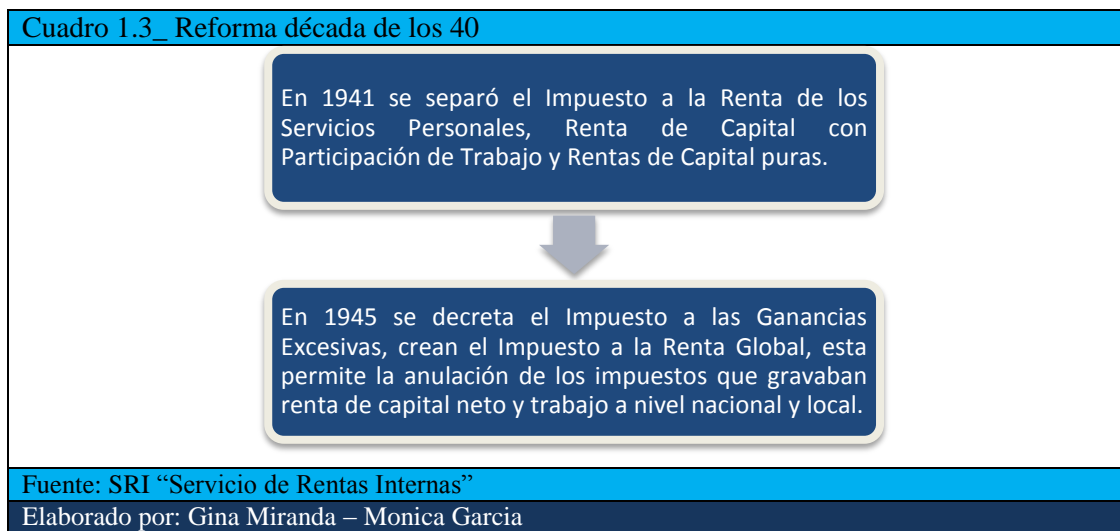 Cuadro 1.3_ Reforma década de los 40
En 1941 se separó el Impuesto a la Renta de los
Servicios Personales, Renta de Capital con
Participación de Trabajo y Rentas de Capital puras.
En 1945 se decreta el Impuesto a las Ganancias
Excesivas, crean el Impuesto a la Renta Global, esta
permite la anulación de los impuestos que gravaban
renta de capital neto y trabajo a nivel nacional y local.
Fuente: SRI “Servicio de Rentas Internas”
Elaborado por: Gina Miranda – Monica Garcia